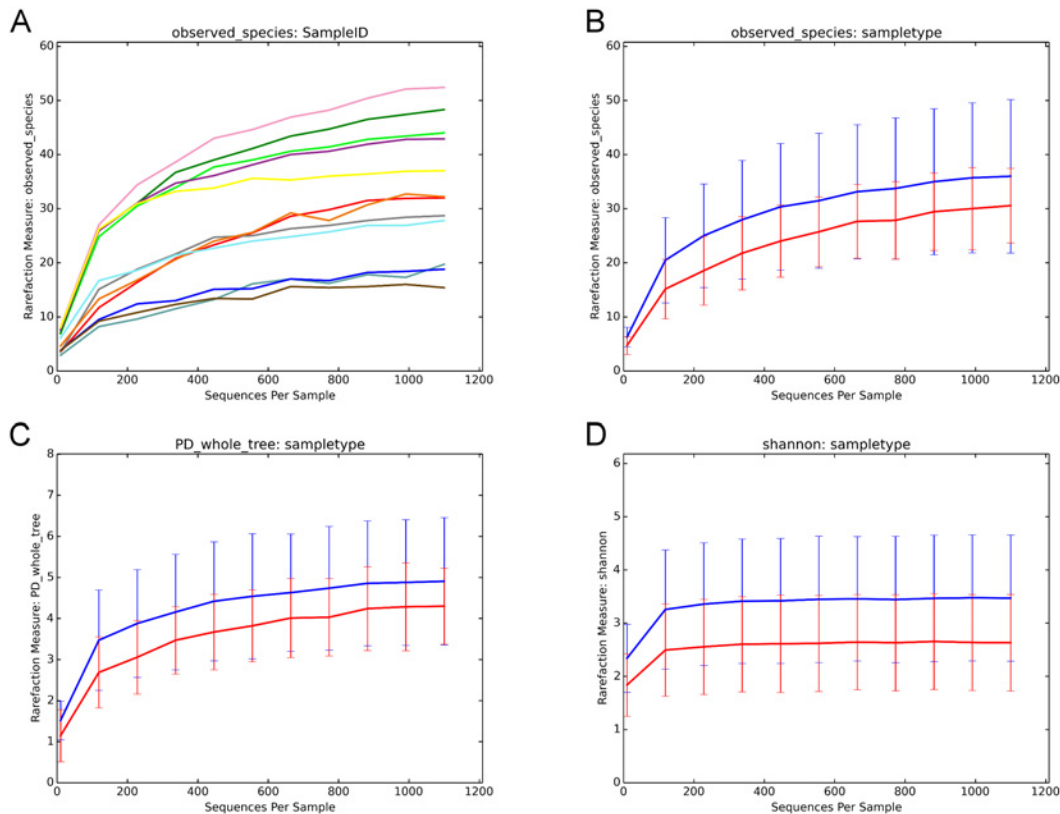 A
observed_species: SampleID
Rarefaction Measure: observed_species
60
50
40
30
20
10
0
0 200 400 600 800 1000 1200
Sequences Per Sample
B
observed_species: sampletype
Rarefaction Measure: observed_species
60
50
40
30
20
10
0
0 200 400 600 800 1000 1200
Sequences Per Sample
C
PD_whole_tree: sampletype
Rarefaction Measure: PD_whole_tree
8
7
6
5
4
3
2
1
0
0 200 400 600 800 1000 1200
Sequences Per Sample
D
shannon: sampletype
Rarefaction Measure: shannon
6
5
4
3
2
1
0
0 200 400 600 800 1000 1200
Sequences Per Sample